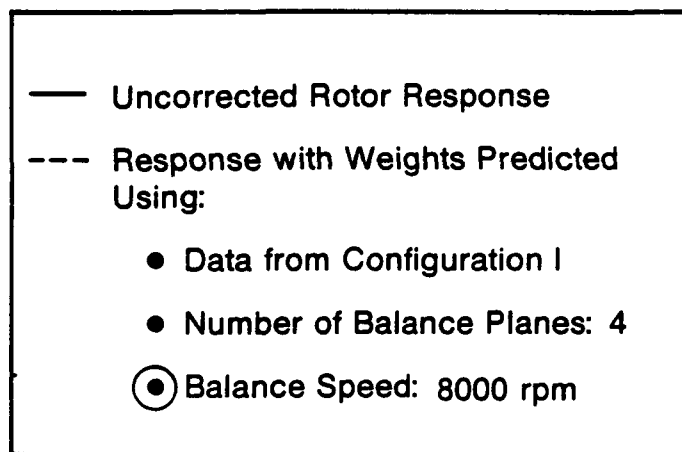 Uncorrected Rotor Response
Response with Weights Predicted
Using:
• Data from Configuration I
• Number of Balance Planes: 4
• Balance Speed: 8000 rpm